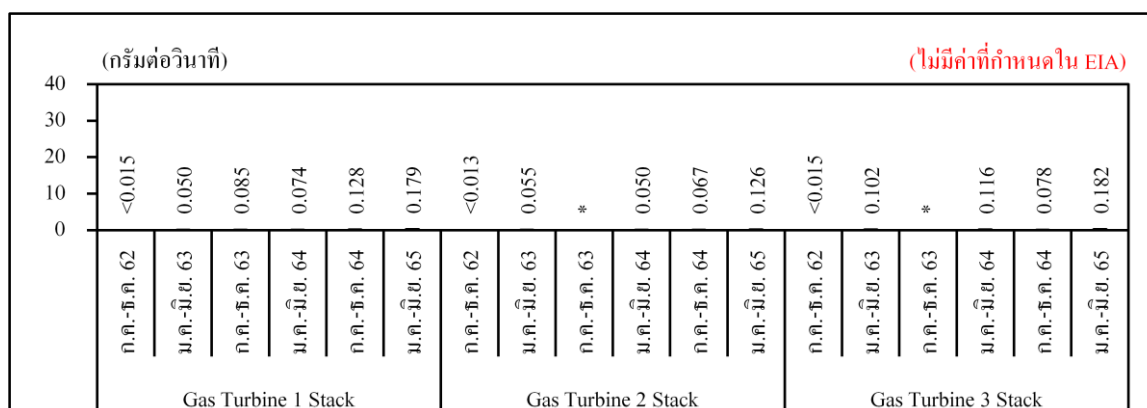 (กรัมต่อวินาที)
(ไม่มีค่าที่กำหนดใน EIA)
40
30
20
10
0
<0.015
0.050
0.085
0.074
0.128
0.179
<0.013
0.055
*
0.050
0.067
0.126
<0.015
0.102
*
0.116
0.078
0.182
ก.ค.-ธ.ค. 62
ม.ค.-มิ.ย. 63
ก.ค.-ธ.ค. 63
ม.ค.-มิ.ย. 64
ก.ค.-ธ.ค. 64
ม.ค.-มิ.ย. 65
ก.ค.-ธ.ค. 62
ม.ค.-มิ.ย. 63
ก.ค.-ธ.ค. 63
ม.ค.-มิ.ย. 64
ก.ค.-ธ.ค. 64
ม.ค.-มิ.ย. 65
ก.ค.-ธ.ค. 62
ม.ค.-มิ.ย. 63
ก.ค.-ธ.ค. 63
ม.ค.-มิ.ย. 64
ก.ค.-ธ.ค. 64
ม.ค.-มิ.ย. 65
Gas Turbine 1 Stack
Gas Turbine 2 Stack
Gas Turbine 3 Stack